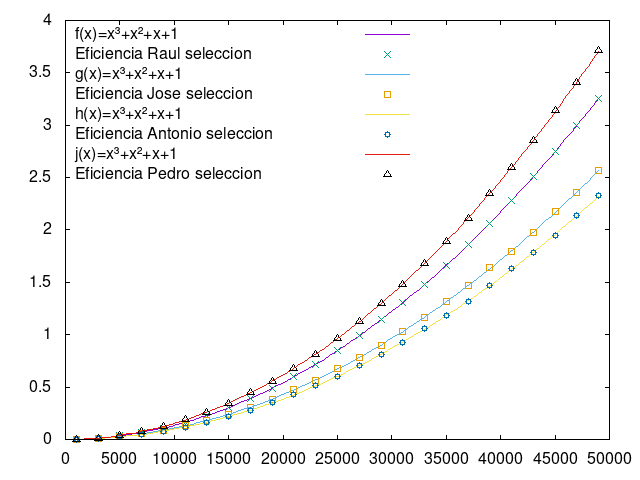 4
3.5
3
2.5
2
1.5
1
0.5
0
f(x)=x³+x²+x+1
Eficiencia Raul seleccion
g(x)=x³+x²+x+1
Eficiencia Jose seleccion
h(x)=x³+x²+x+1
Eficiencia Antonio seleccion
j(x)=x³+x²+x+1
Eficiencia Pedro seleccion
0 5000 10000 15000 20000 25000 30000 35000 40000 45000 50000